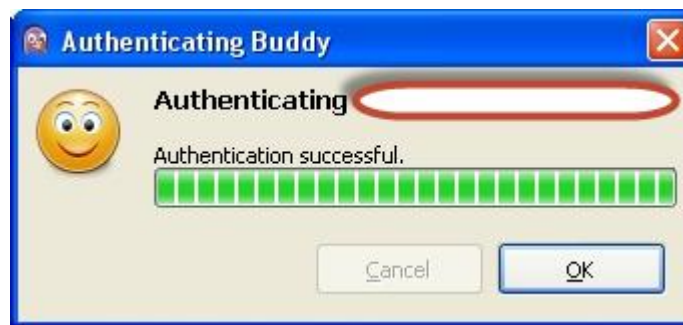 Authenticating Buddy
Authenticating
Authentication successful.
Cancel
OK